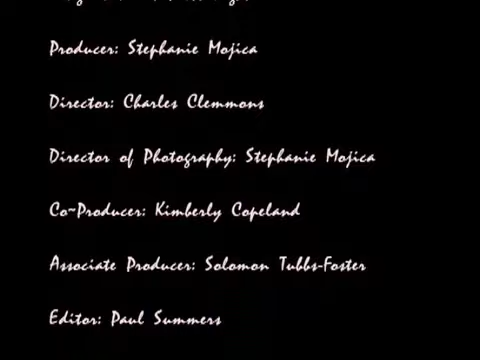 Producer: Stephanie Mojica
Director: Charles Clemmons
Director of Photography: Stephanie Mojica
Co~Producer: Kimberly Copeland
Associate Producer: Solomon Tubbs-Foster
Editor: Paul Summers